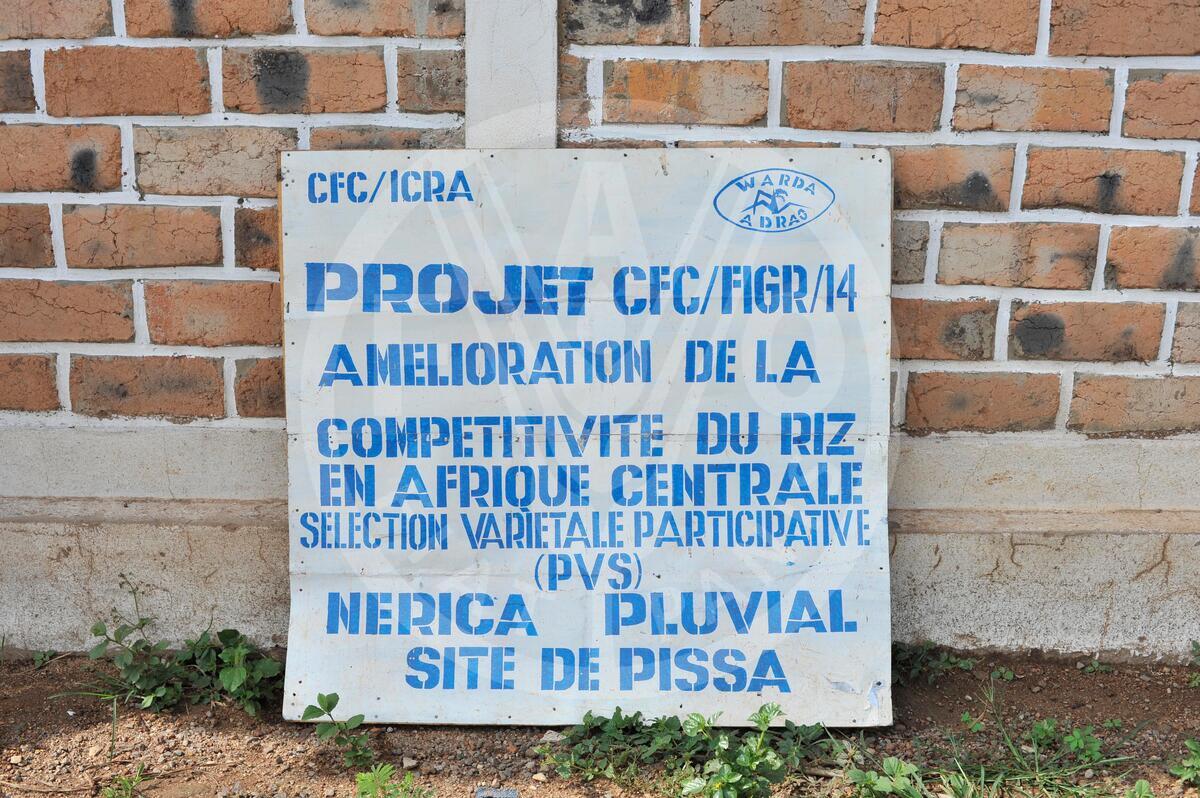 CFC/ICRA
WARDA
ADRAO
PROJET CFC/FIGR/14
AMELIORATION DE LA
COMPETITIVITE DU RIZ
EN AFRIQUE CENTRALE
SELECTION VARIETALE PARTICIPATIVE
(PVS)
NERICA PLUVIAL
SITE DE PISSA